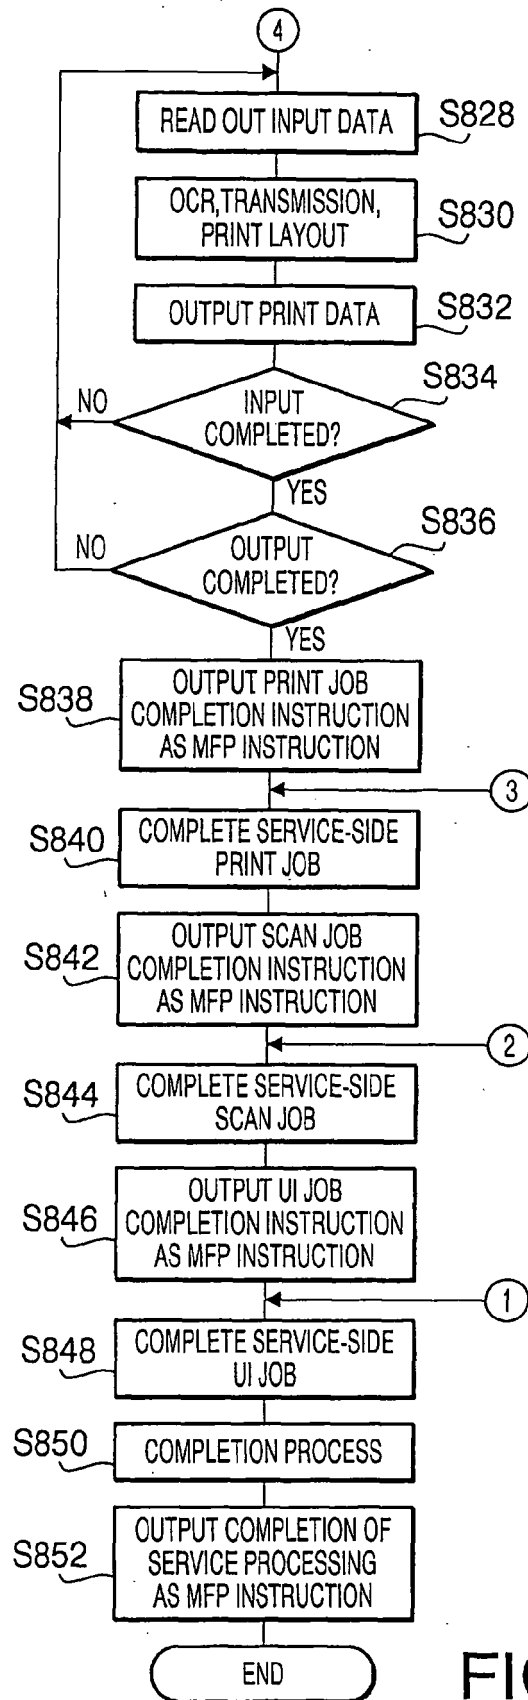 4
READ OUT INPUT DATA
S828
OCR,TRANSMISSION,
PRINT LAYOUT
S830
OUTPUT PRINT DATA
S832
S834
NO
INPUT
COMPLETED?
YES
S836
NO
OUTPUT
COMPLETED?
YES
S838
OUTPUT PRINT JOB
COMPLETION INSTRUCTION
AS MFP INSTRUCTION
3
S840
COMPLETE SERVICE-SIDE
PRINT JOB
S842
OUTPUT SCAN JOB
COMPLETION INSTRUCTION
AS MFP INSTRUCTION
2
S844
COMPLETE SERVICE-SIDE
SCAN JOB
S846
OUTPUT UI JOB
COMPLETION INSTRUCTION
AS MFP INSTRUCTION
1
S848
COMPLETE SERVICE-SIDE
UI JOB
S850
COMPLETION PROCESS
S852
OUTPUT COMPLETION OF
SERVICE PROCESSING
AS MFP INSTRUCTION
END